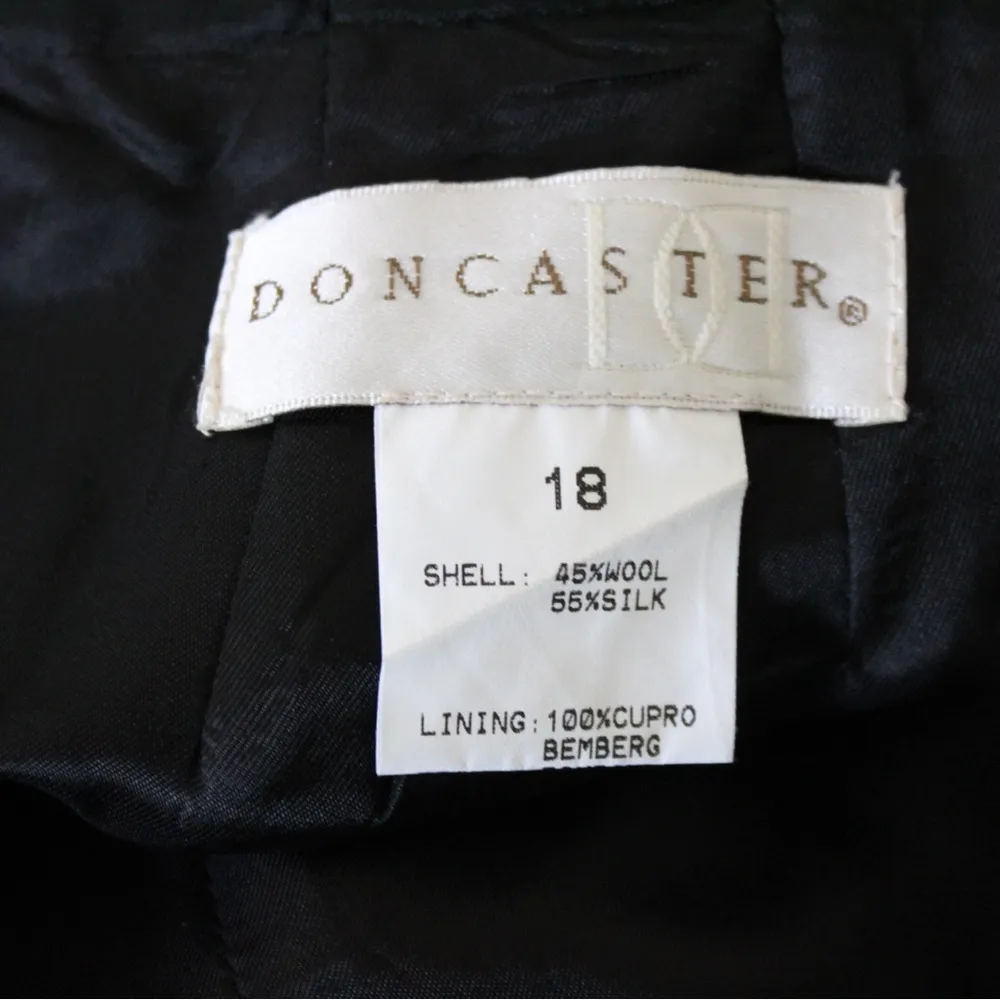 DONCASTER®
18
SHELL: 45%WOOL
55%SILK
LINING:100%CUPRO
BEMBERG